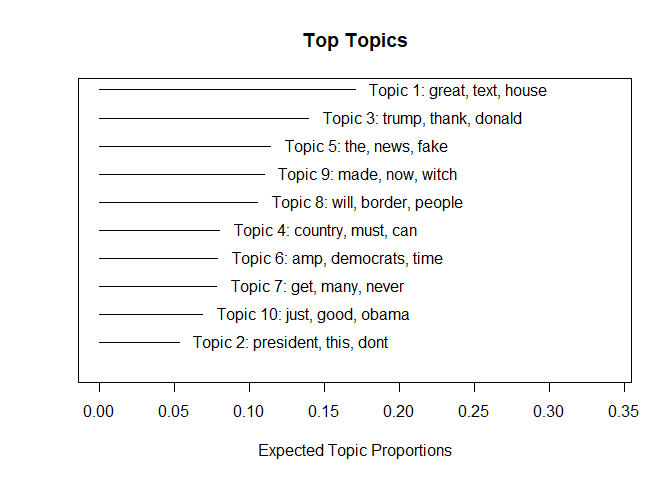 Top Topics
Topic 1: great, text, house
Topic 3: trump, thank, donald
Topic 5: the, news, fake
Topic 9: made, now, witch
Topic 8: will, border, people
Topic 4: country, must, can
Topic 6: amp, democrats, time
Topic 7: get, many, never
Topic 10: just, good, obama
Topic 2: president, this, dont
0.00 0.05 0.10 0.15 0.20 0.25 0.30 0.35
Expected Topic Proportions